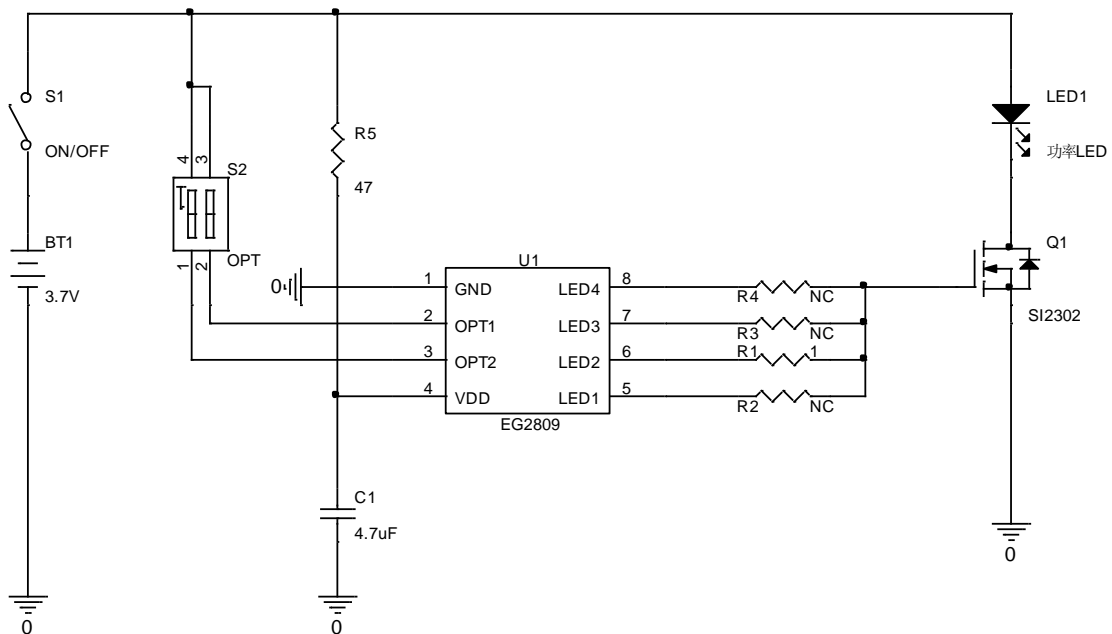 S1
ON/OFF
BT1
3.7V
0
4
3
S2
1
2
OPT
R5
47
0
U1
1
GND
2
OPT1
3
OPT2
4
VDD
LED4
8
LED3
7
LED2
6
LED1
5
EG2809
R4
NC
R3
NC
R1
1
R2
NC
C1
4.7uF
0
LED1
功率LED
Q1
SI2302
0